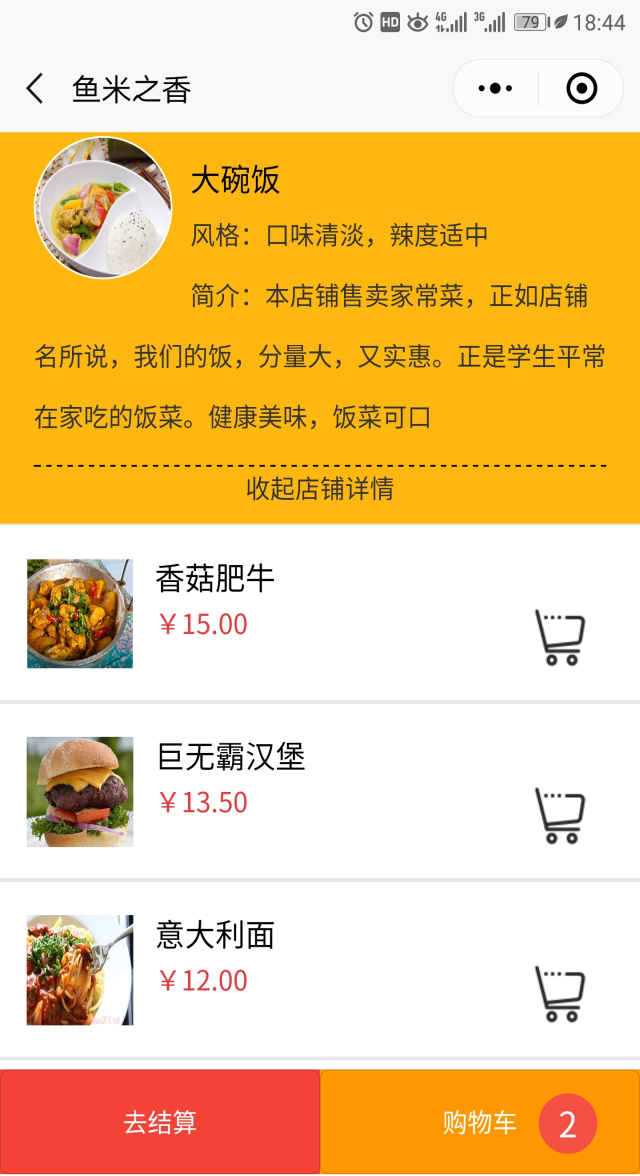 HD 4G 3G 79 18:44
鱼米之香
大碗饭
风格：口味清淡，辣度适中
简介：本店铺售卖家常菜，正如店铺
名所说，我们的饭，分量大，又实惠。正是学生平常
在家吃的饭菜。健康美味，饭菜可口
收起店铺详情
香菇肥牛
￥15.00
巨无霸汉堡
￥13.50
意大利面
￥12.00
去结算
购物车 2